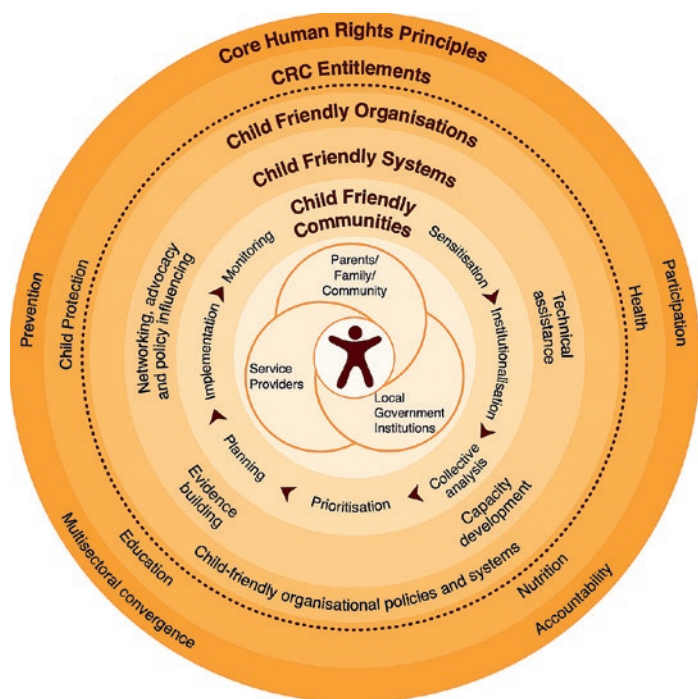 Core Human Rights Principles
CRC Entitlements
Child Friendly Organisations
Child Friendly Systems
Child Friendly
Communities
Parents/
Family/
Community
Service
Providers
Local
Government
Institutions
Sensitisation
Institutionalisation
Collective
analysis
Prioritisation
Planning
Implementation
Monitoring
Networking, advocacy
and policy influencing
Technical
assistance
Evidence
building
Capacity
development
Child-friendly organisational policies and systems
Child Protection
Health
Education
Nutrition
Prevention
Participation
Multisectoral convergence
Accountability